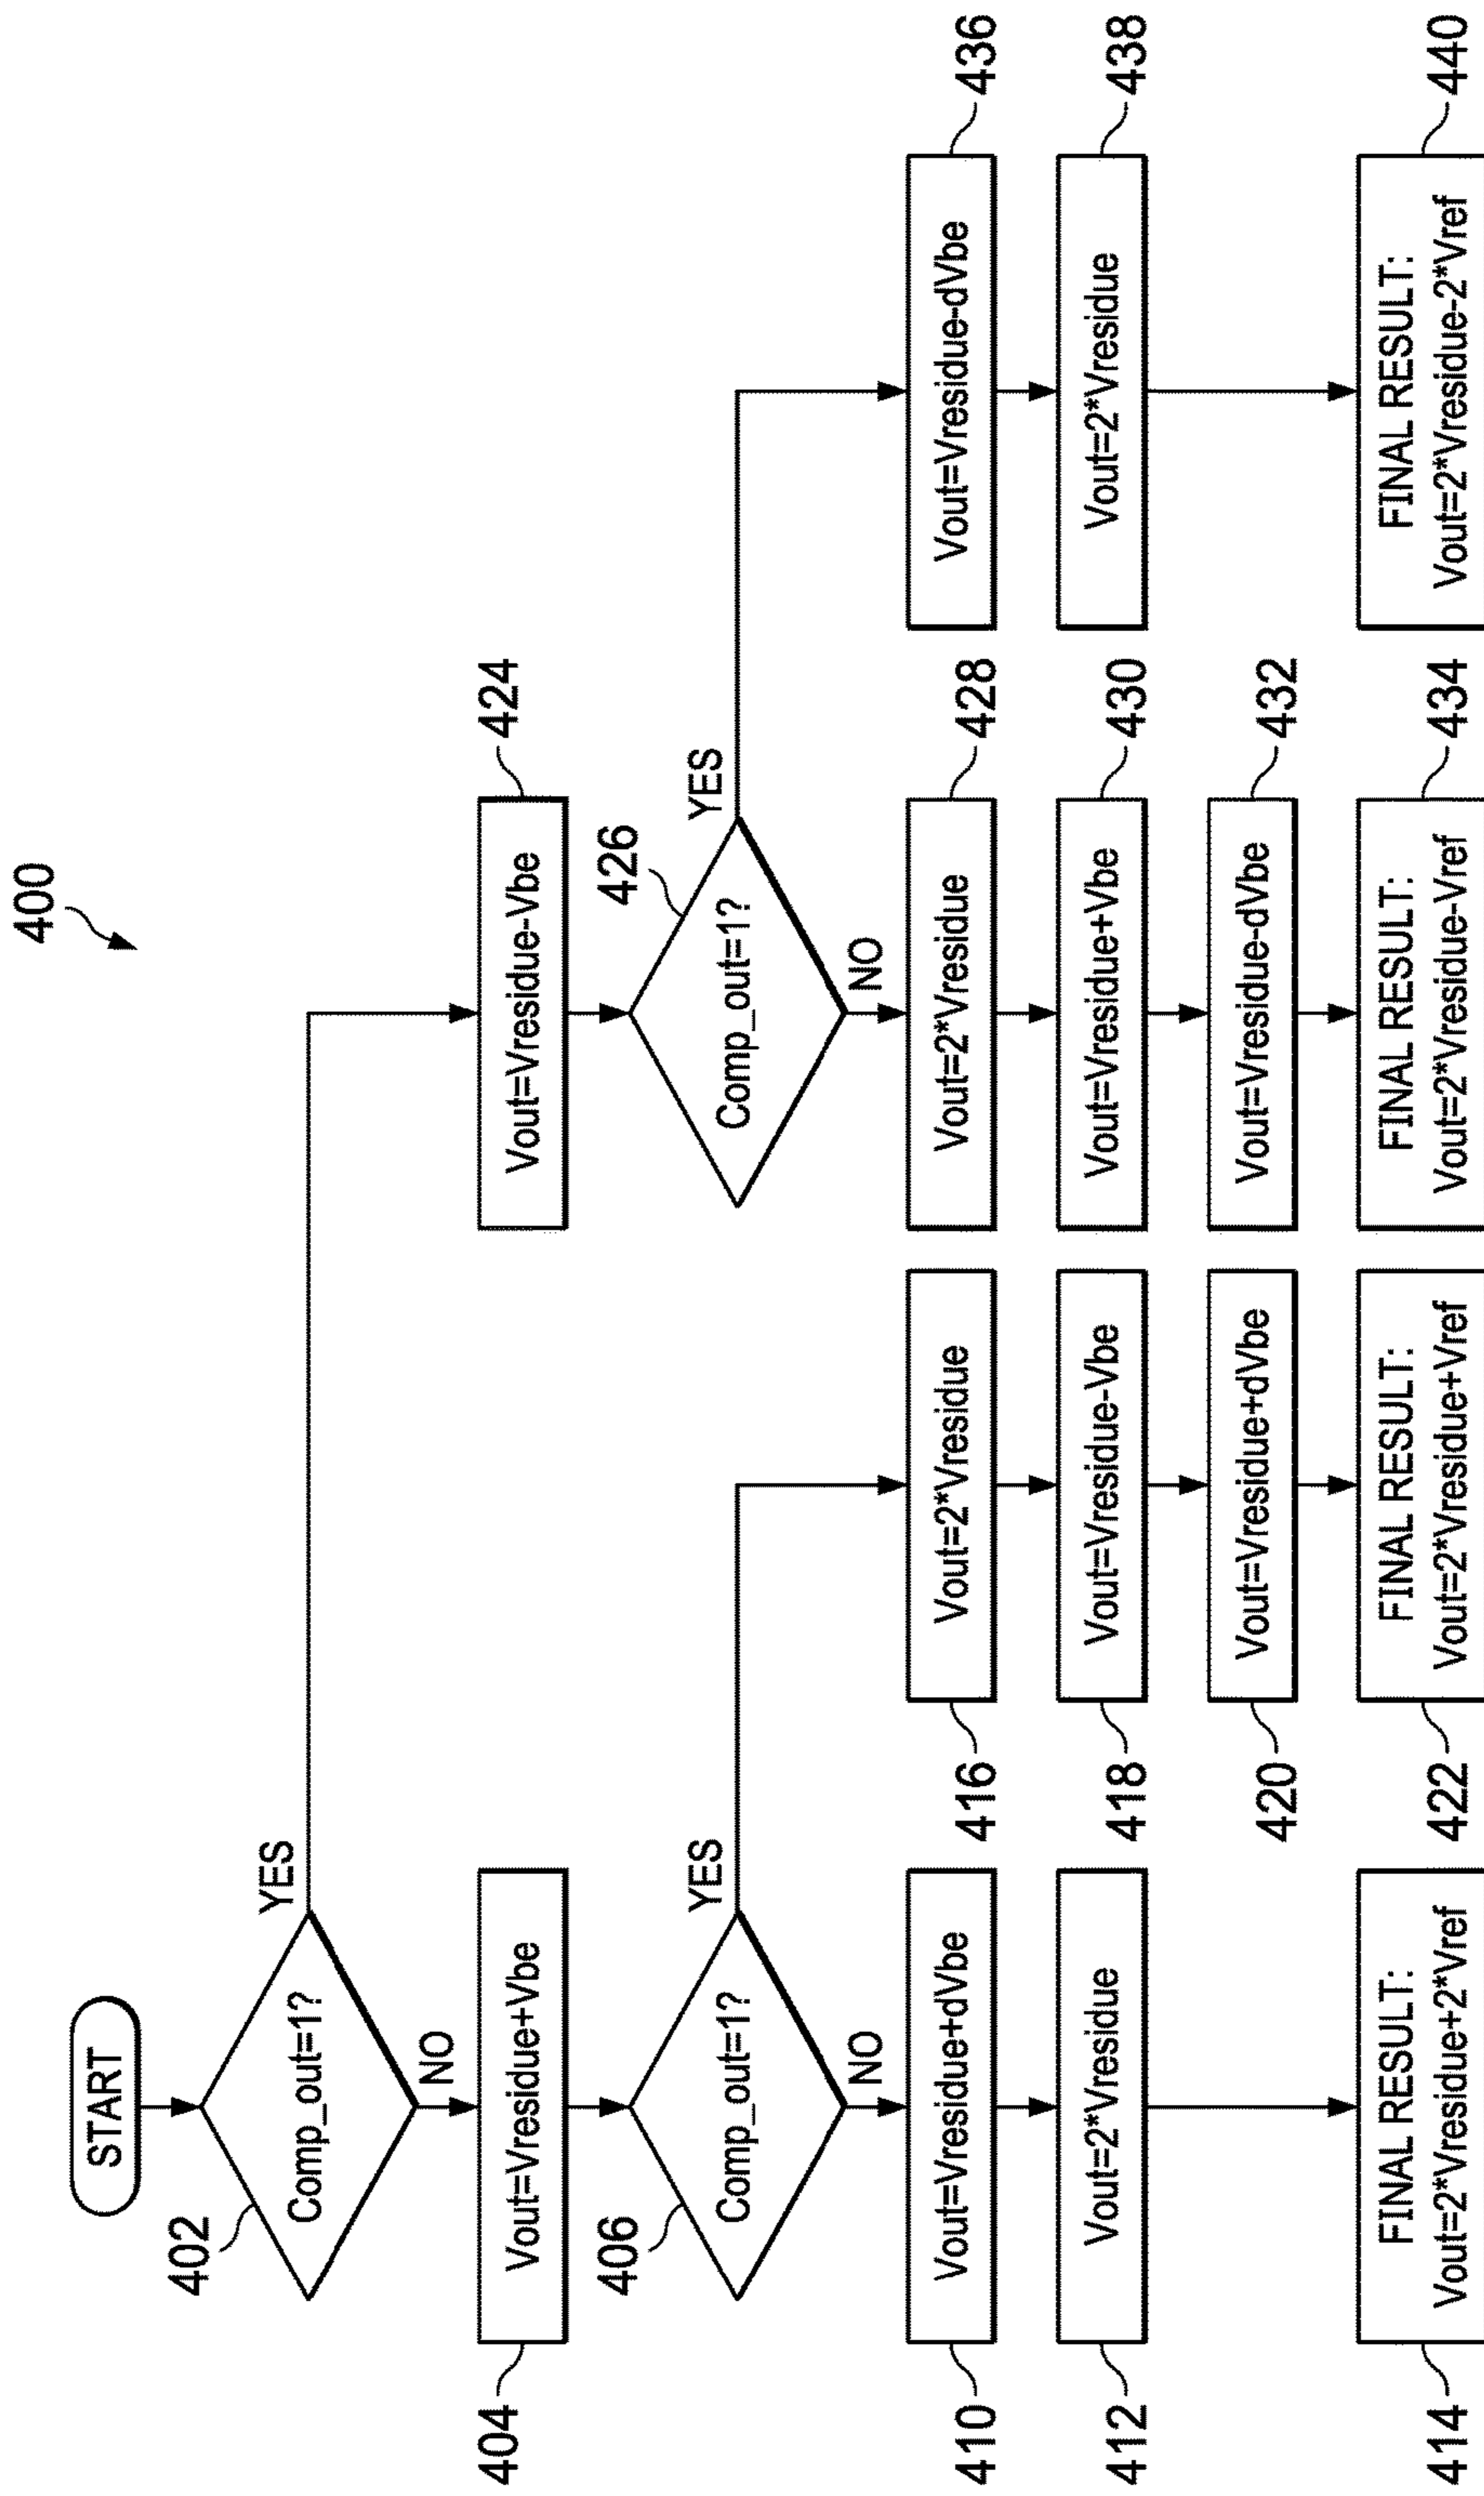 400
START
402
Comp_out=1?
YES
NO
404
Vout=Vresidue+Vbe
424
Vout=Vresidue-Vbe
406
Comp_out=1?
YES
NO
426
Comp_out=1?
YES
NO
410
Vout=Vresidue+dVbe
416
Vout=2*Vresidue
428
Vout=2*Vresidue
436
Vout=Vresidue-dVbe
412
Vout=2*Vresidue
418
Vout=Vresidue-Vbe
430
Vout=Vresidue+Vbe
438
Vout=2*Vresidue
420
Vout=Vresidue+dVbe
432
Vout=Vresidue-dVbe
414
FINAL RESULT:
Vout=2*Vresidue+2*Vref
422
FINAL RESULT:
Vout=2*Vresidue+Vref
434
FINAL RESULT:
Vout=2*Vresidue-Vref
440
FINAL RESULT:
Vout=2*Vresidue-2*Vref